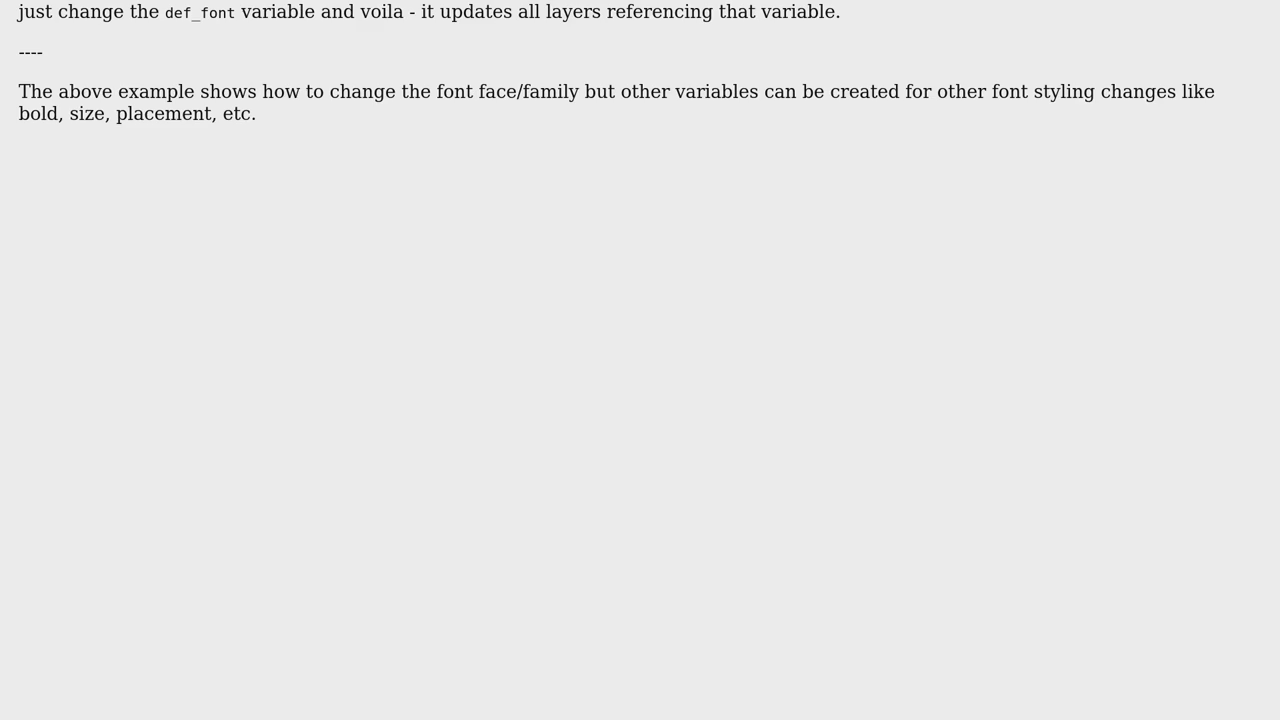 just change the def_font variable and voila - it updates all layers referencing that variable.
----
The above example shows how to change the font face/family but other variables can be created for other font styling changes like
bold, size, placement, etc.